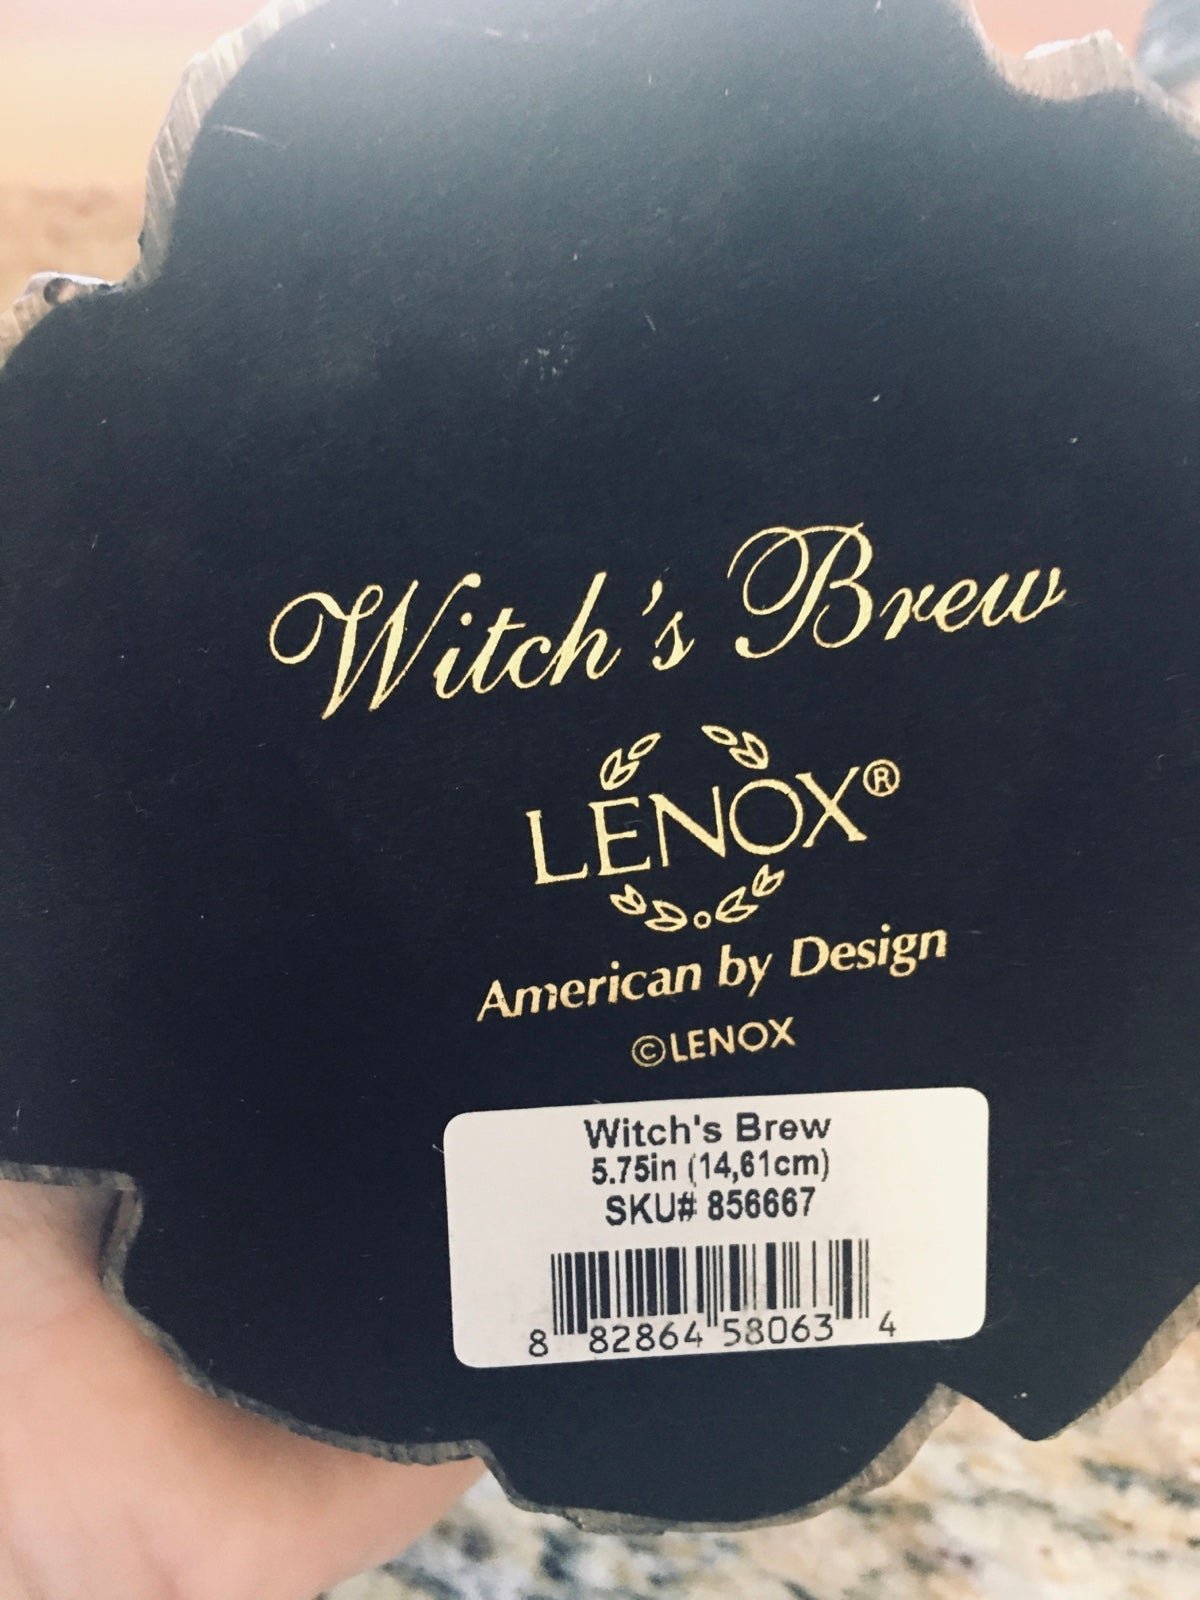 Witch's Brew
LENOX®
American by Design
©LENOX
Witch's Brew
5.75in (14,61cm)
SKU# 856667
8 82864 58063 4